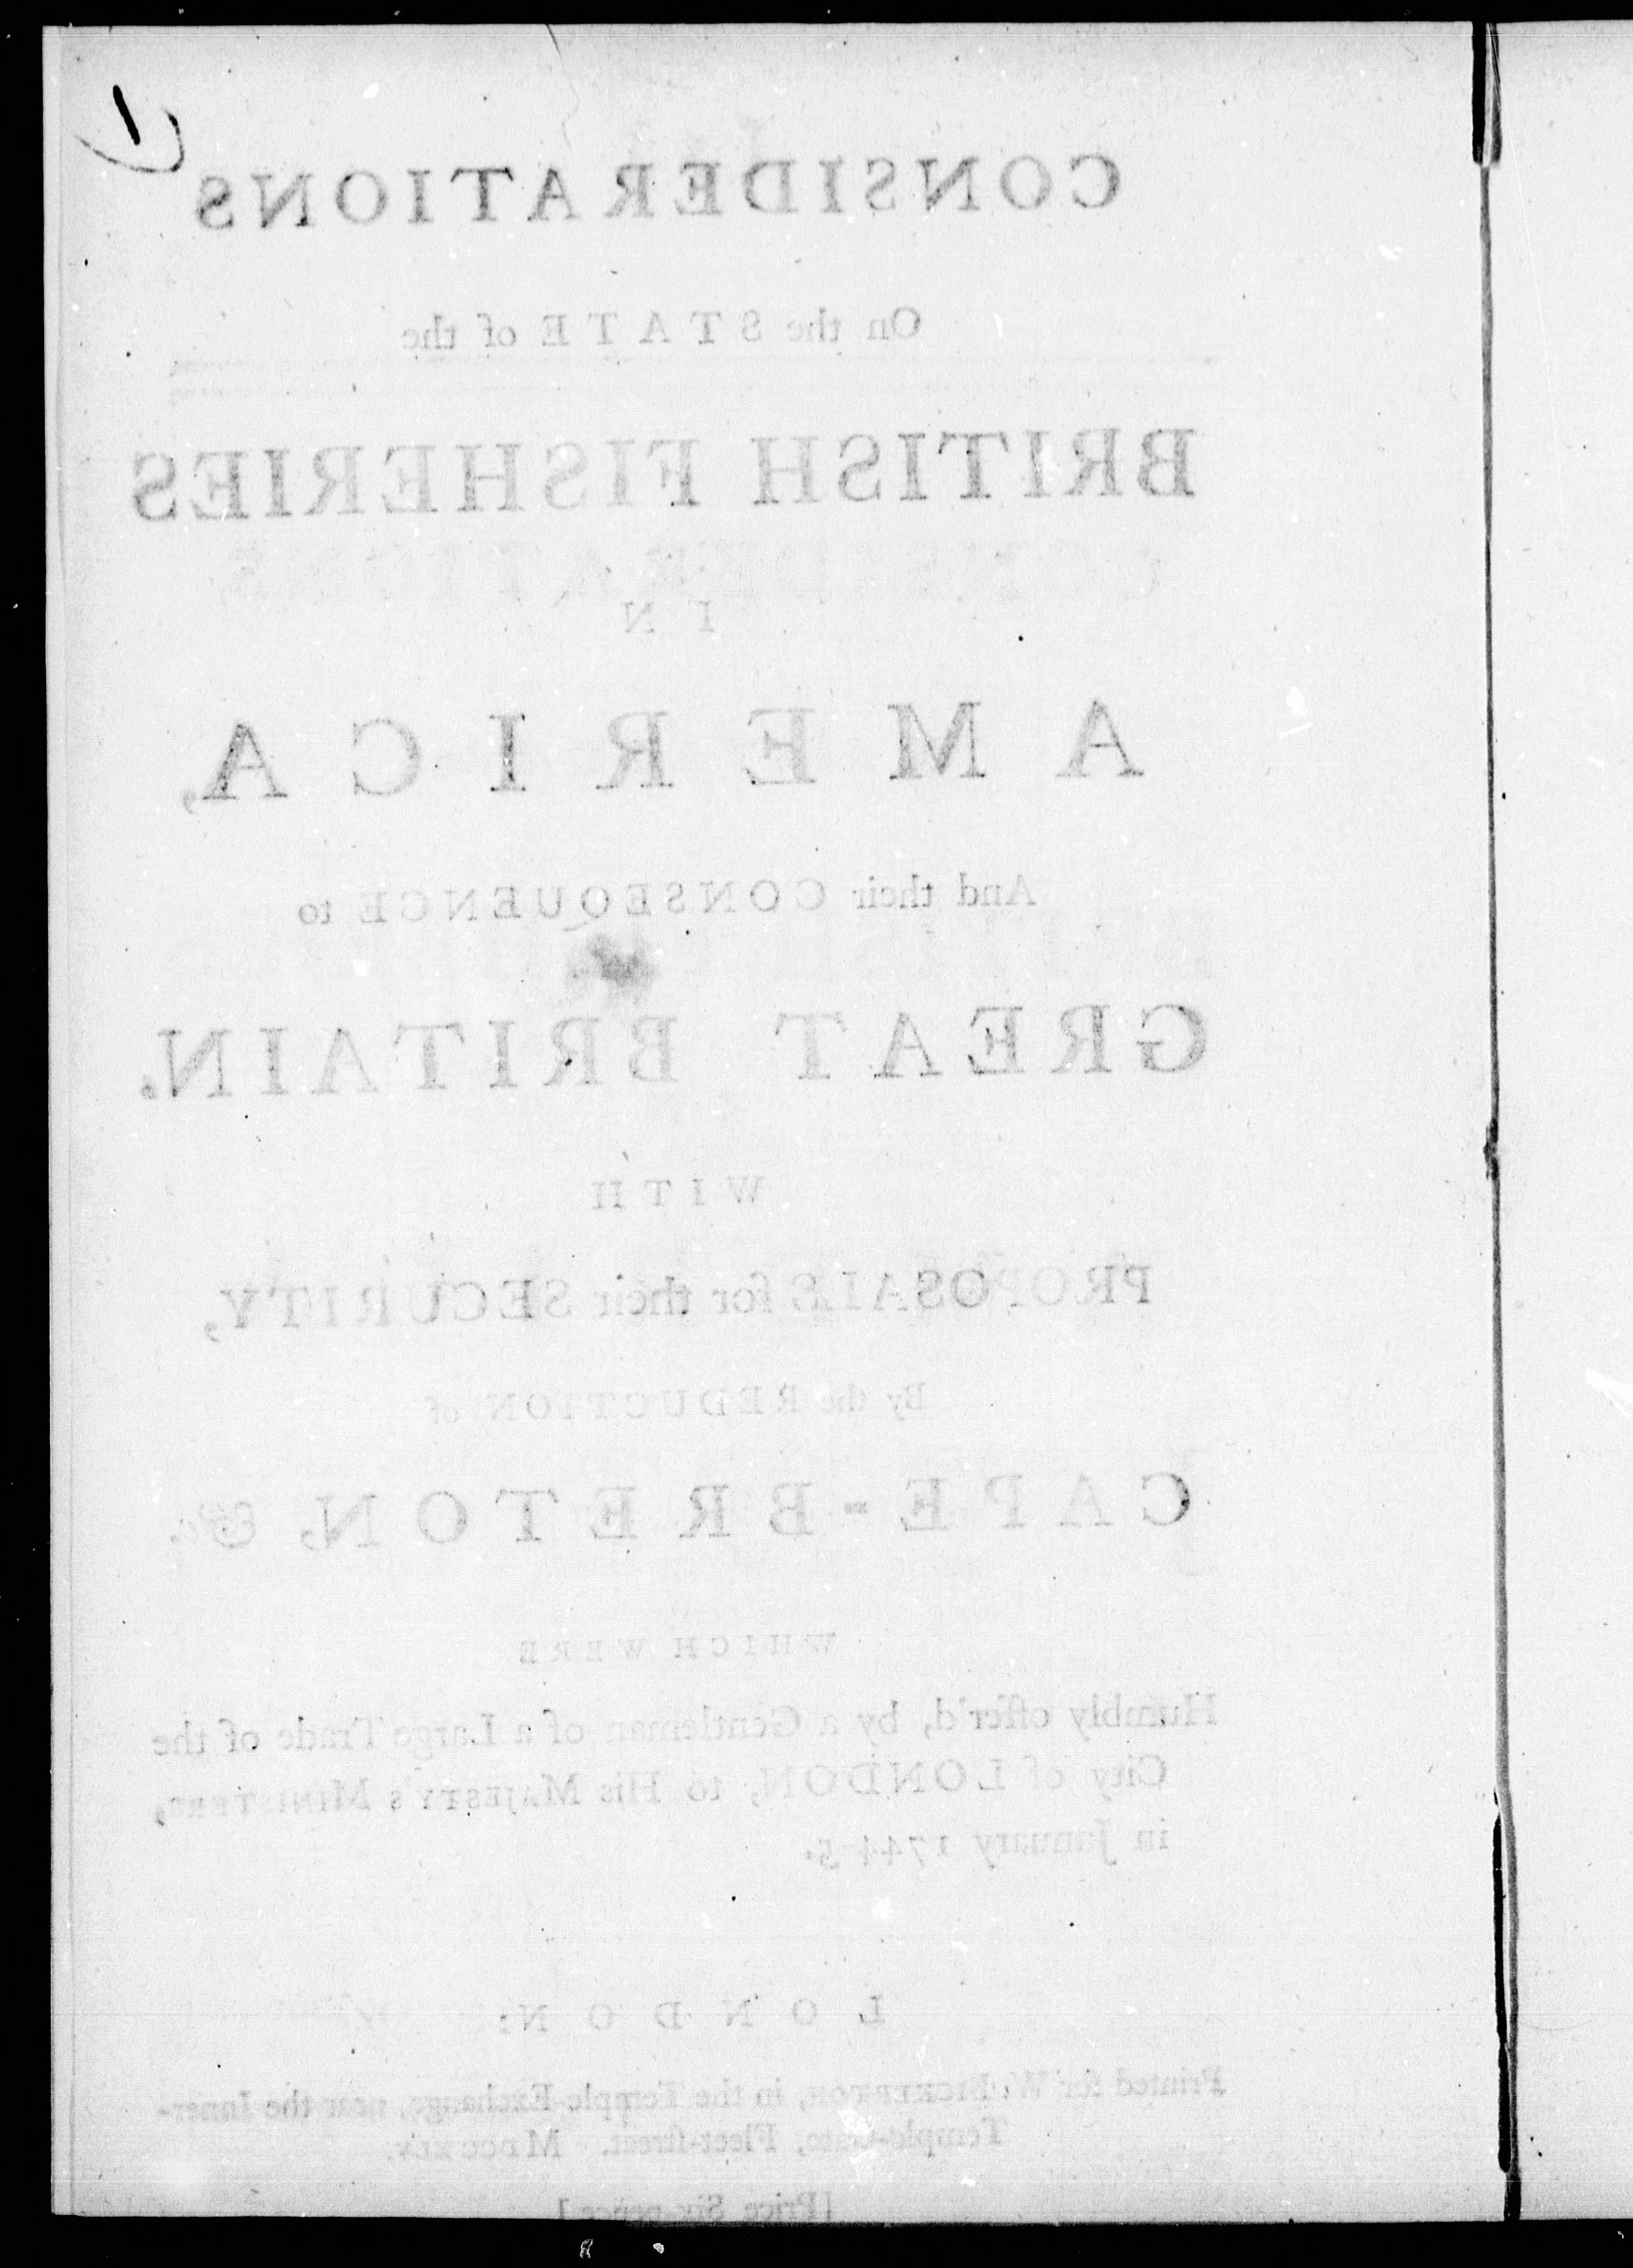 CONSIDERATIONS
On the STATE of the
BRITISH FISHERIES
IN
AMERICA,
And their CONSEQUENCE to
GREAT BRITAIN.
WITH
PROPOSALS for their SECURITY,
By the REDUCTION of
CAPE-BRETON, &c.
WHICH WERE
Humbly offer'd, by a Gentleman of a Large Trade of the
City of LONDON, to His MAJESTY's MINISTERS,
in January 1744-5.
LONDON:
Printed for W. BICKERTON, in the Temple-Exchange, near the Inner-
Temple-Gate, Fleet-street. MDCCXLV.
[Price Six-pence]